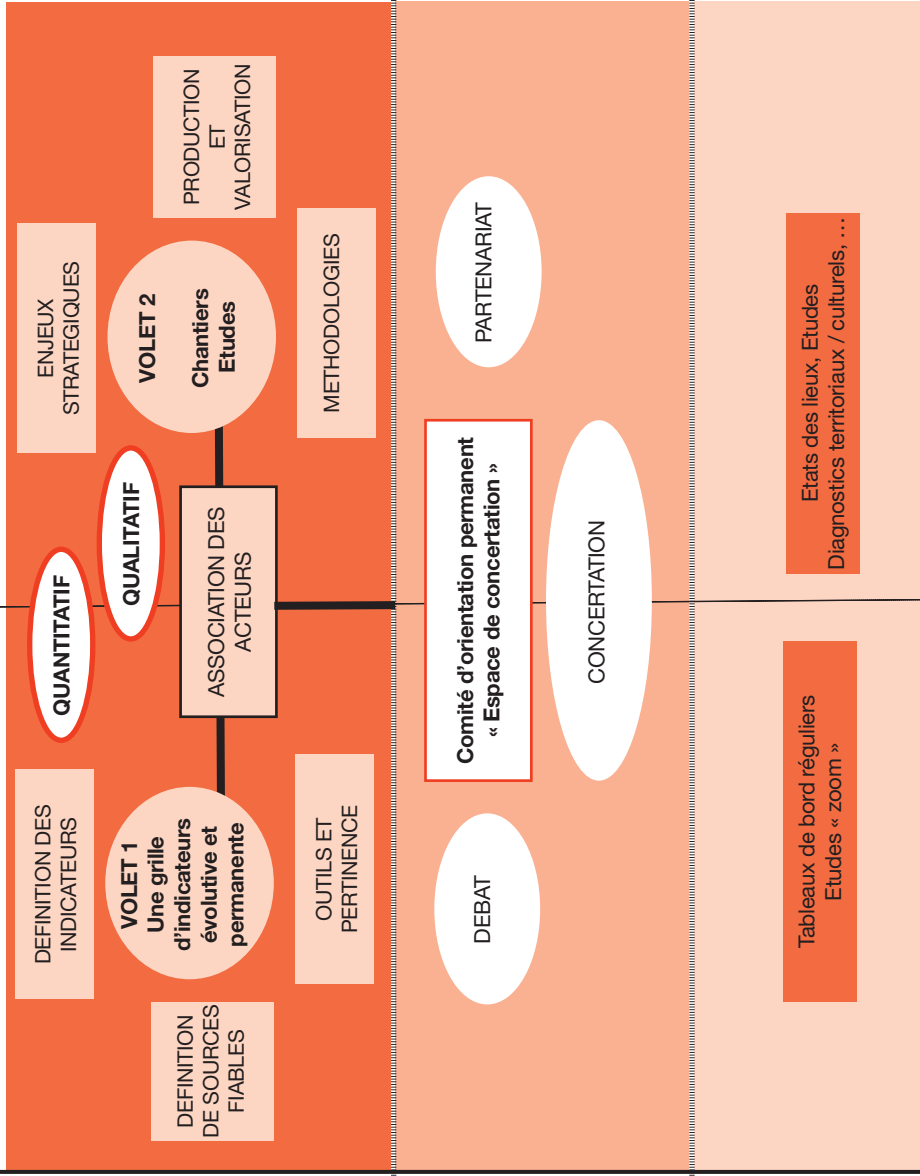 QUANTITATIF
QUALITATIF
DEFINITION DES
INDICATEURS
VOLET 1
Une grille
d'indicateurs
évolutive et
permanente
DEFINITION
DE SOURCES
FIABLES
OUTILS ET
PERTINENCE
ASSOCIATION DES
ACTEURS
ENJEUX
STRATEGIQUES
VOLET 2
Chantiers
Etudes
PRODUCTION
ET
VALORISATION
METHODOLOGIES
DEBAT
Comité d'orientation permanent
« Espace de concertation »
PARTENARIAT
CONCERTATION
Tableaux de bord réguliers
Etudes « zoom »
Etats des lieux, Etudes
Diagnostics territoriaux / culturels, …